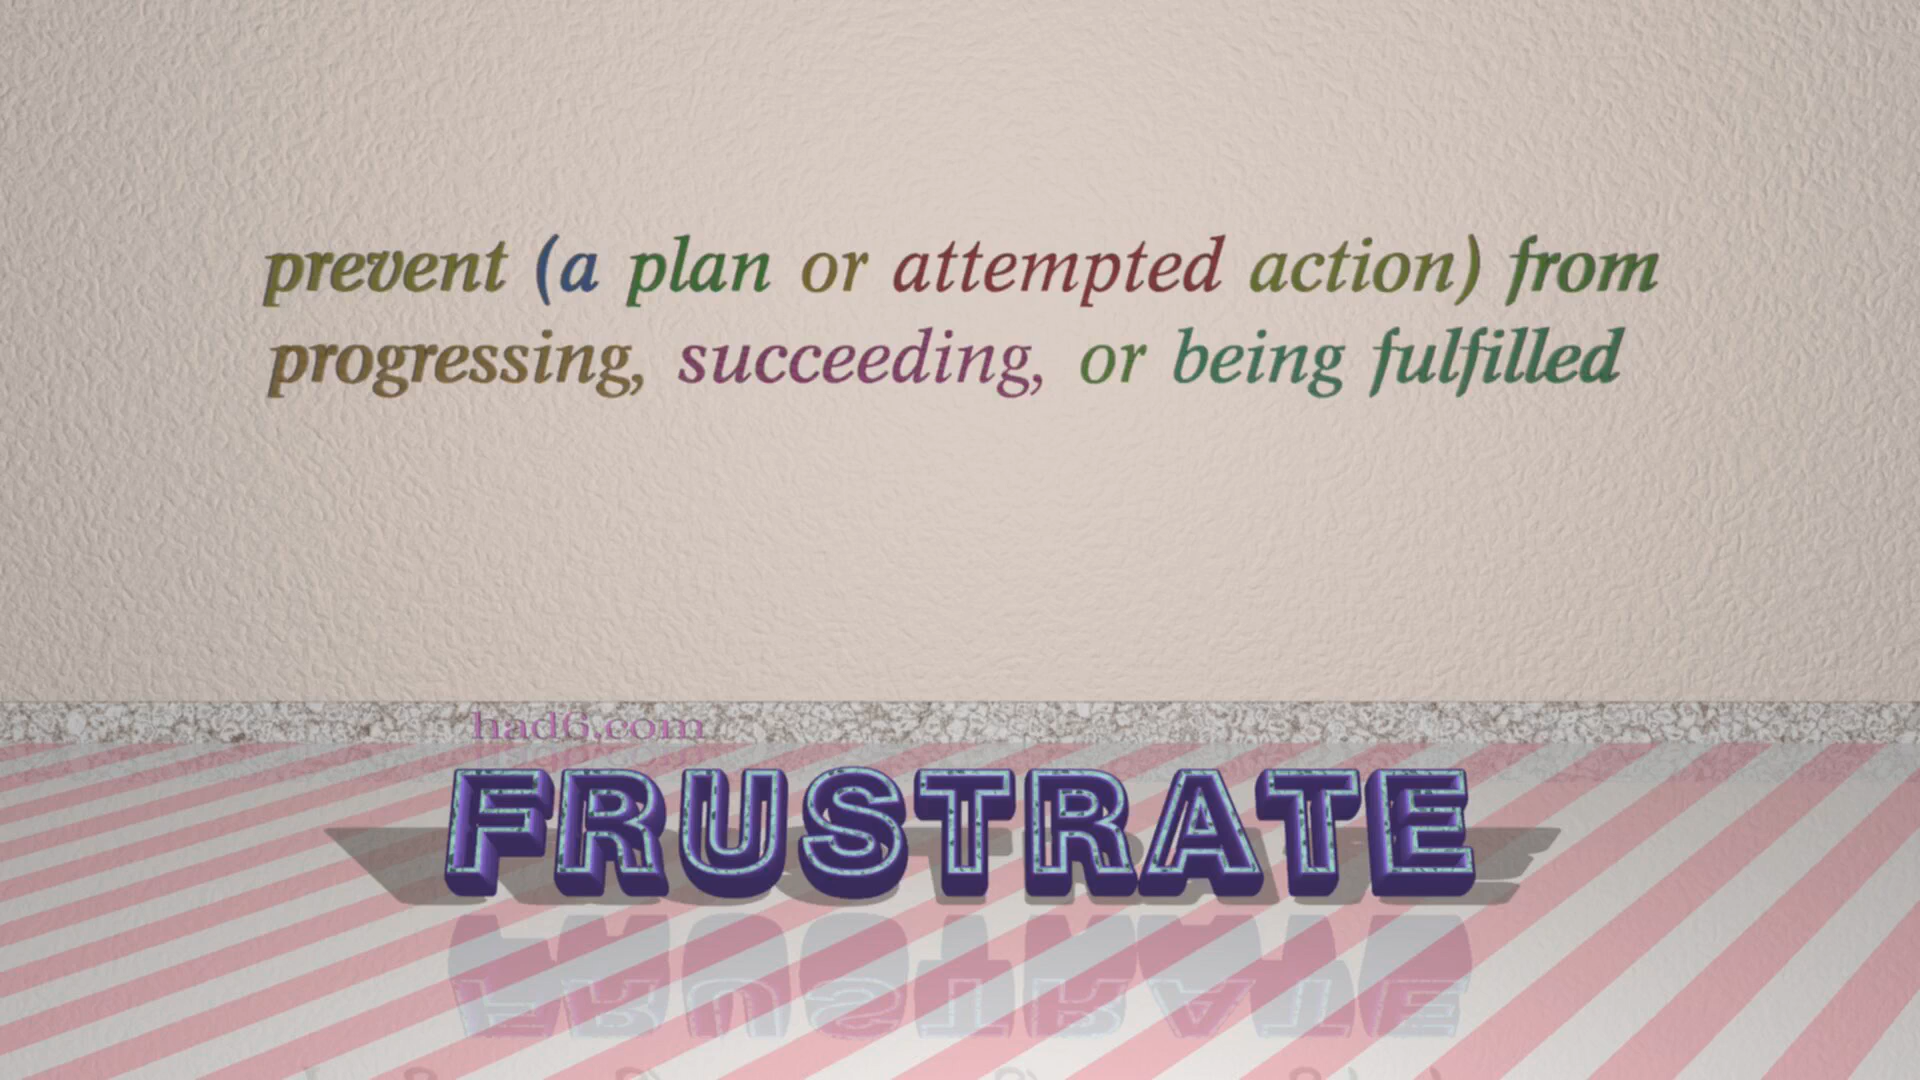 prevent (a plan or attempted action) from
progressing, succeeding, or being fulfilled
had6.com
FRUSTRATE